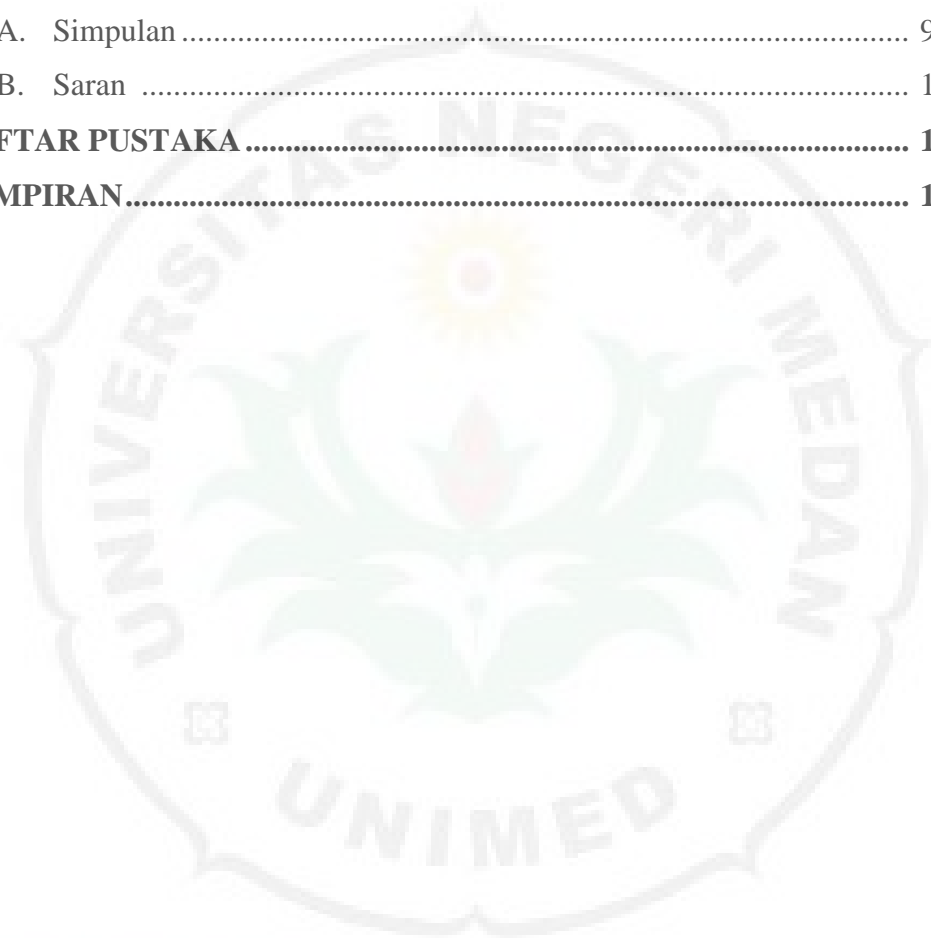 A. Simpulan ........................................................................................... 9
B. Saran ................................................................................................ 1
FTAR PUSTAKA ................................................................................... 1
MPIRAN.................................................................................................. 1
UNIVERSITAS NEGERI MEDAN
UNIMED